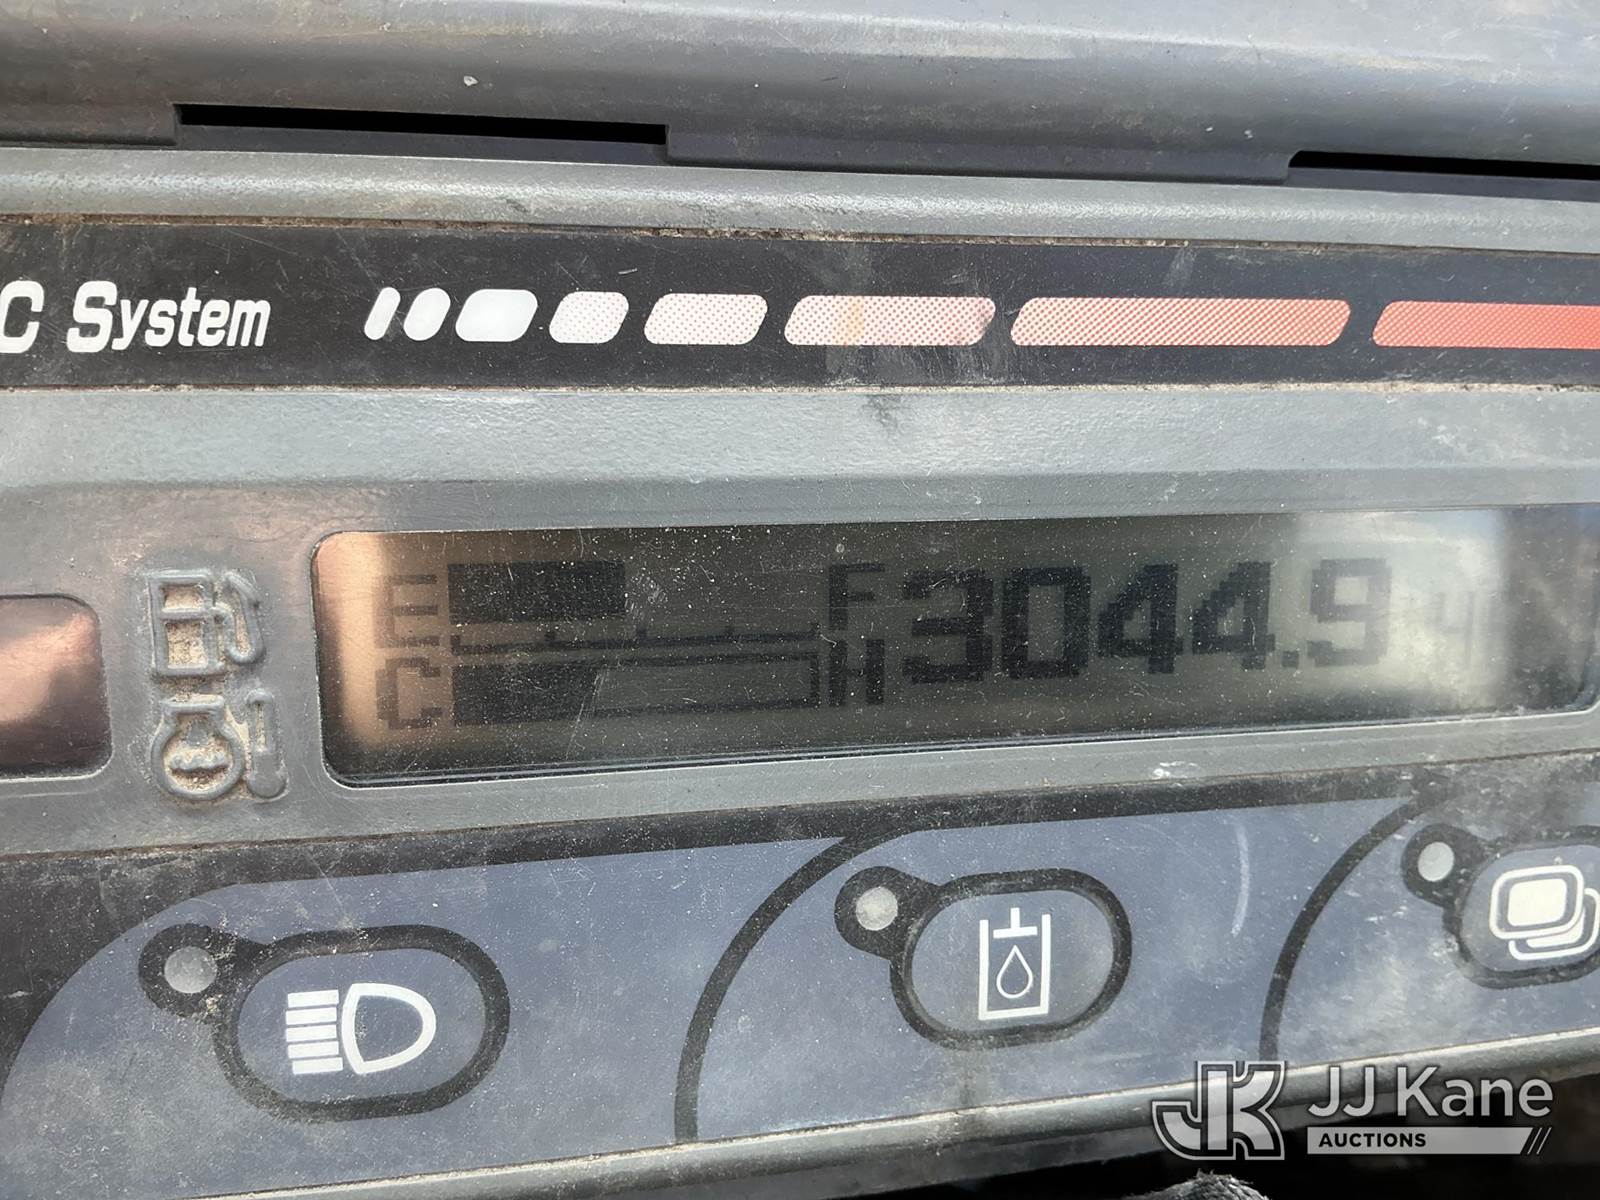 C System
E F 3044.9
C H
JJ Kane
AUCTIONS